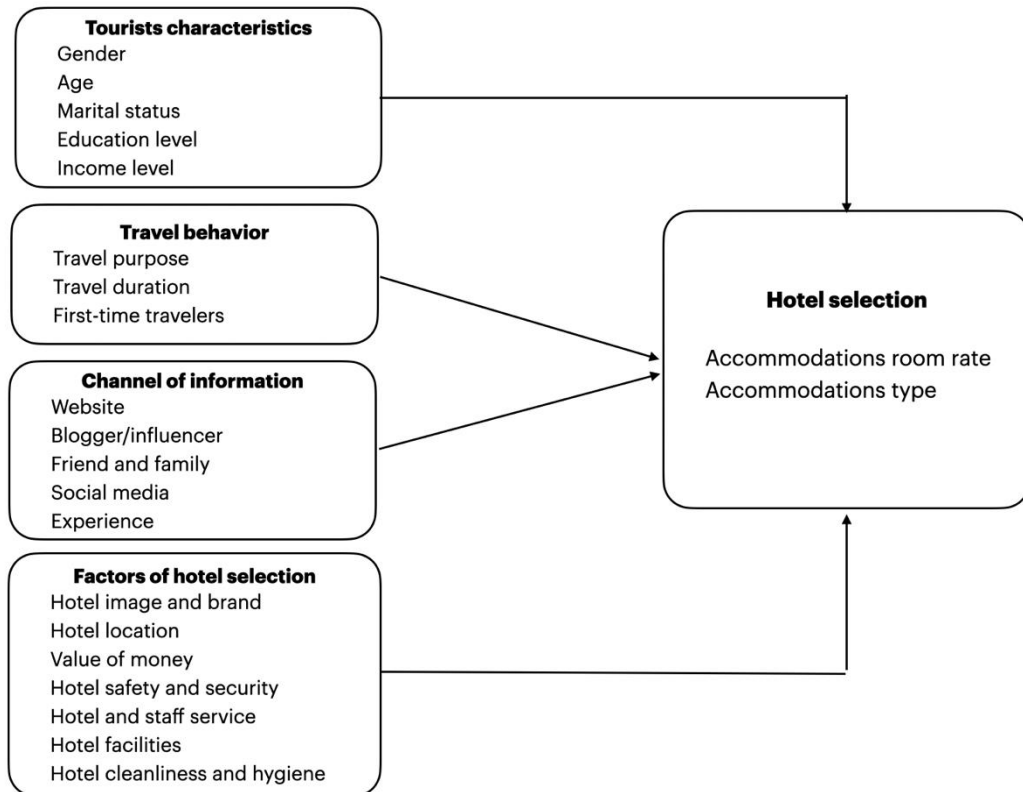 Tourists characteristics
Gender
Age
Marital status
Education level
Income level
Travel behavior
Travel purpose
Travel duration
First-time travelers
Channel of information
Website
Blogger/influencer
Friend and family
Social media
Experience
Factors of hotel selection
Hotel image and brand
Hotel location
Value of money
Hotel safety and security
Hotel and staff service
Hotel facilities
Hotel cleanliness and hygiene
Hotel selection
Accommodations room rate
Accommodations type